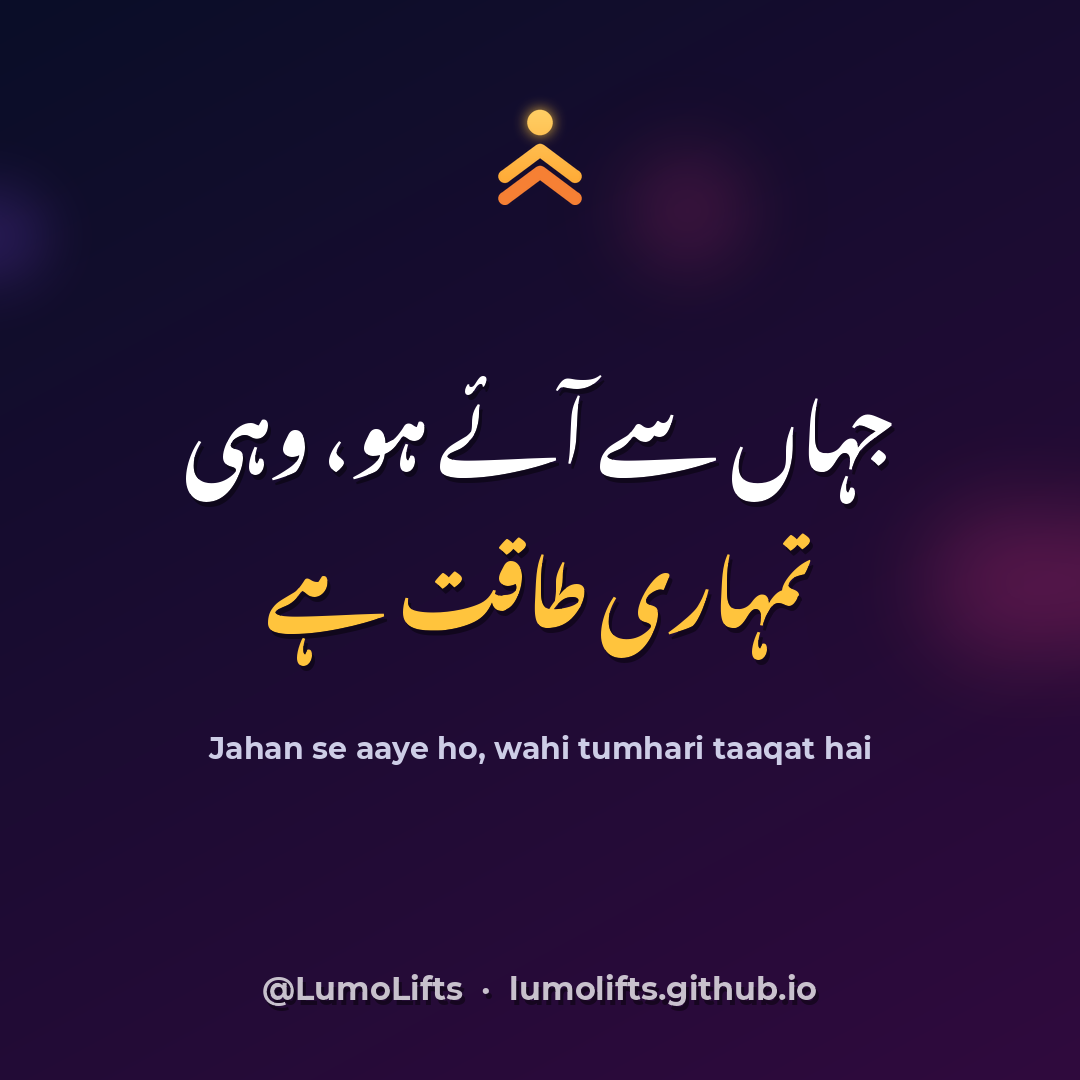 جہاں سے آئے ہو، وہی
تمہاری طاقت ہے
Jahan se aaye ho, wahi tumhari taaqat hai
@LumoLifts · lumolifts.github.io